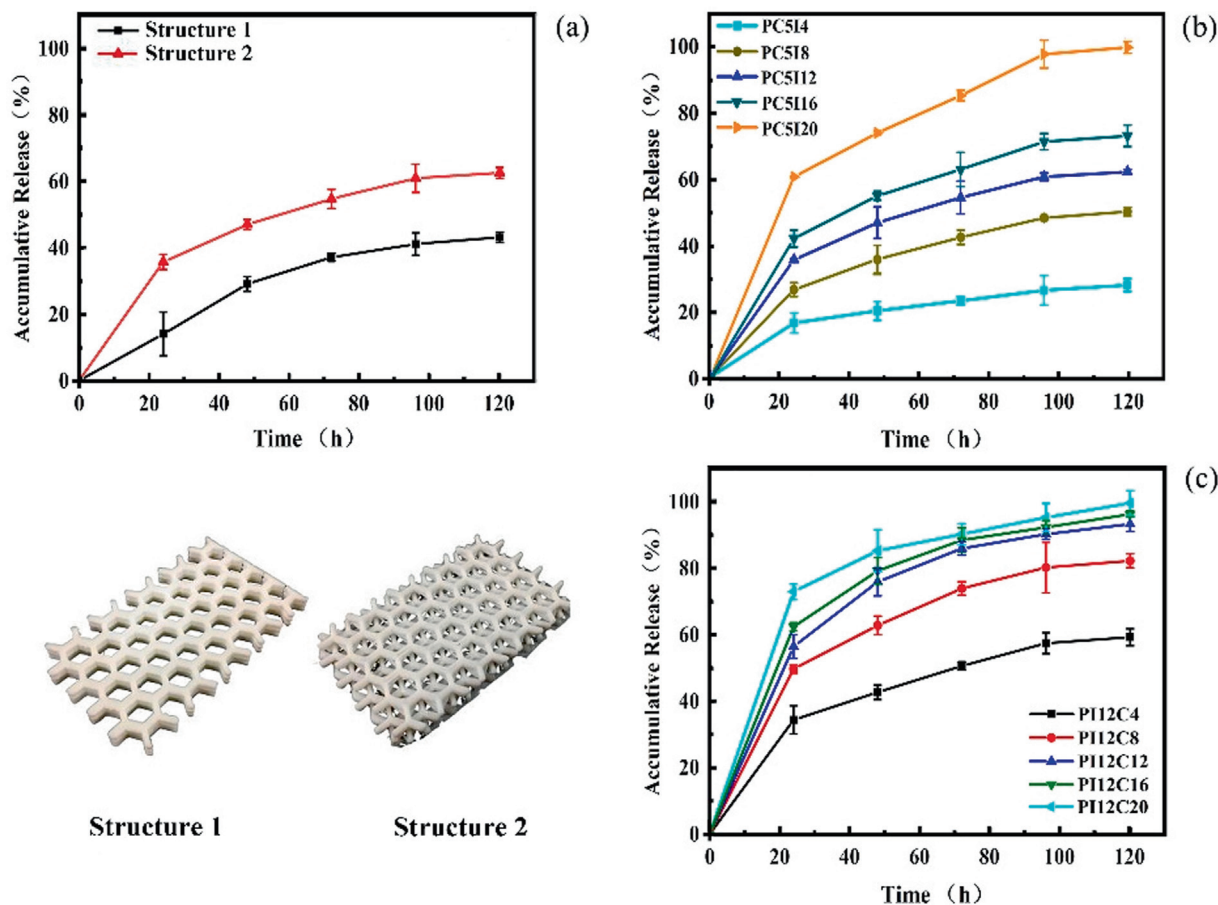 (a)
Structure 1
Structure 2
100
80
60
40
20
0
Accumulative Release (%)
0 20 40 60 80 100 120
Time (h)
(b)
PC5I4
PC5I8
PC5I12
PC5I16
PC5I20
100
80
60
40
20
0
Accumulative Release (%)
0 20 40 60 80 100 120
Time (h)
Structure 1
Structure 2
(c)
100
80
60
40
20
0
Accumulative Release (%)
PI12C4
PI12C8
PI12C12
PI12C16
PI12C20
0 20 40 60 80 100 120
Time (h)